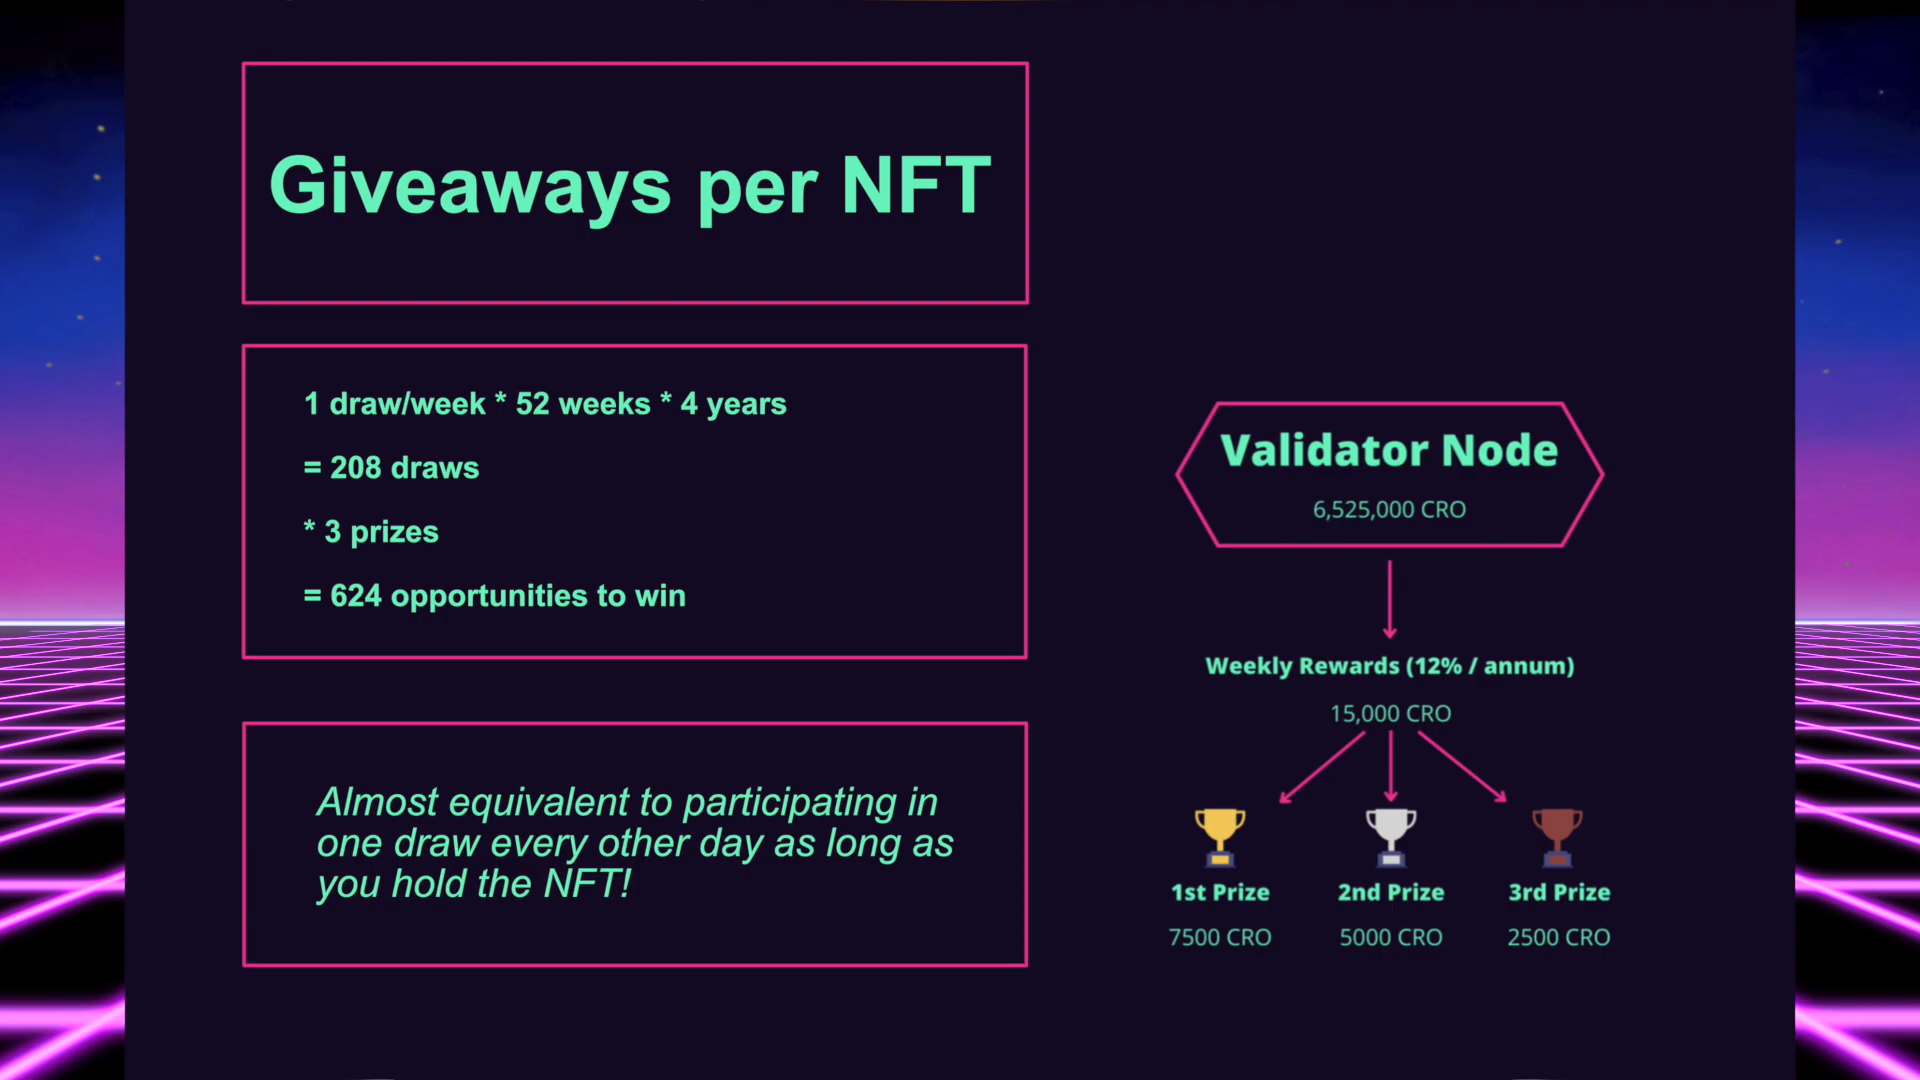 Giveaways per NFT
1 draw/week * 52 weeks * 4 years
= 208 draws
* 3 prizes
= 624 opportunities to win
Almost equivalent to participating in
one draw every other day as long as
you hold the NFT!
Validator Node
6,525,000 CRO
Weekly Rewards (12% / annum)
15,000 CRO
1st Prize
7500 CRO
2nd Prize
5000 CRO
3rd Prize
2500 CRO